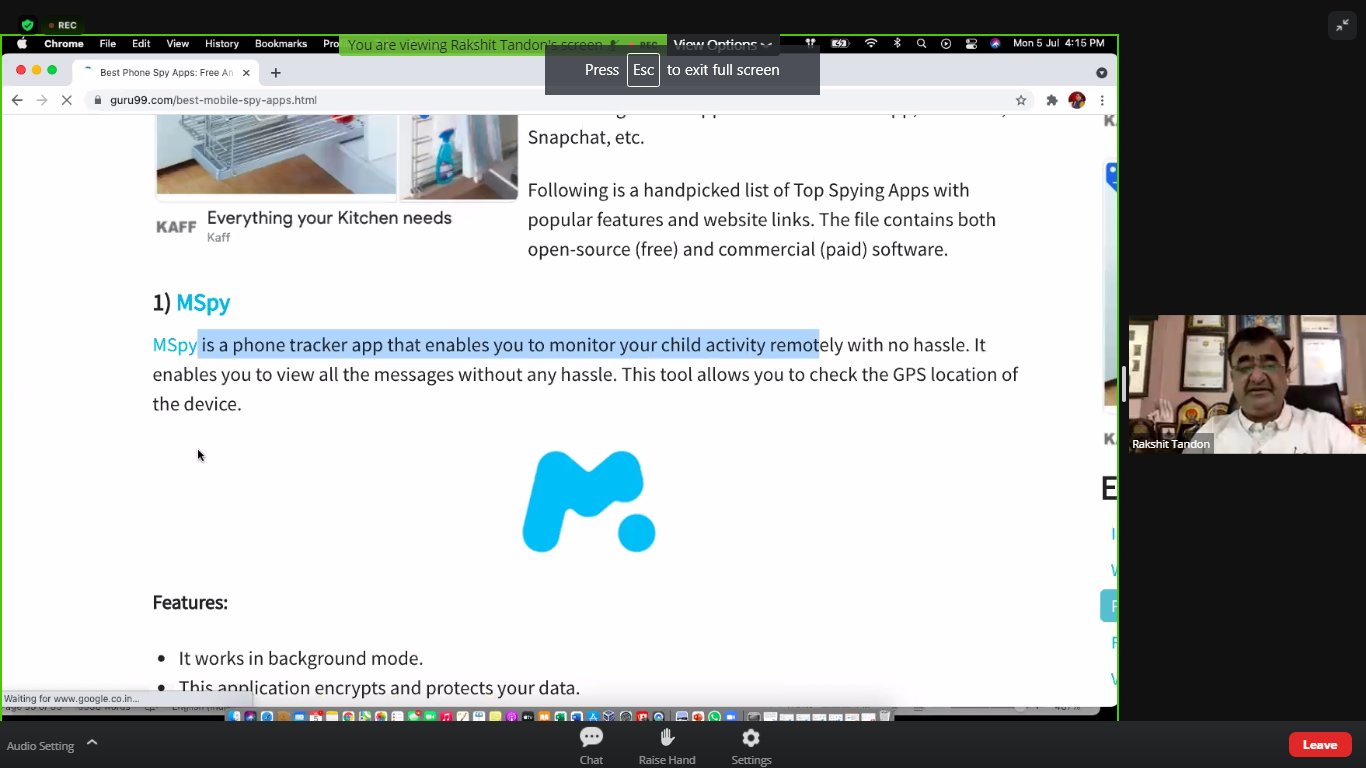 REC
Chrome File Edit View History Bookmarks
You are viewing Rakshit Tandon's screen REC View Options
Mon 5 Jul 4:15 PM
Press Esc to exit full screen
Best Phone Spy Apps: Free An
guru99.com/best-mobile-spy-apps.html
Snapchat, etc.
Following is a handpicked list of Top Spying Apps with
popular features and website links. The file contains both
open-source (free) and commercial (paid) software.
KAFF
Everything your Kitchen needs
Kaff
1) MSpy
MSpy is a phone tracker app that enables you to monitor your child activity remotely with no hassle. It
enables you to view all the messages without any hassle. This tool allows you to check the GPS location of
the device.
Features:
It works in background mode.
This application encrypts and protects your data.
Waiting for www.google.co.in...
Rakshit Tandon
Audio Setting
Chat
Raise Hand
Settings
Leave